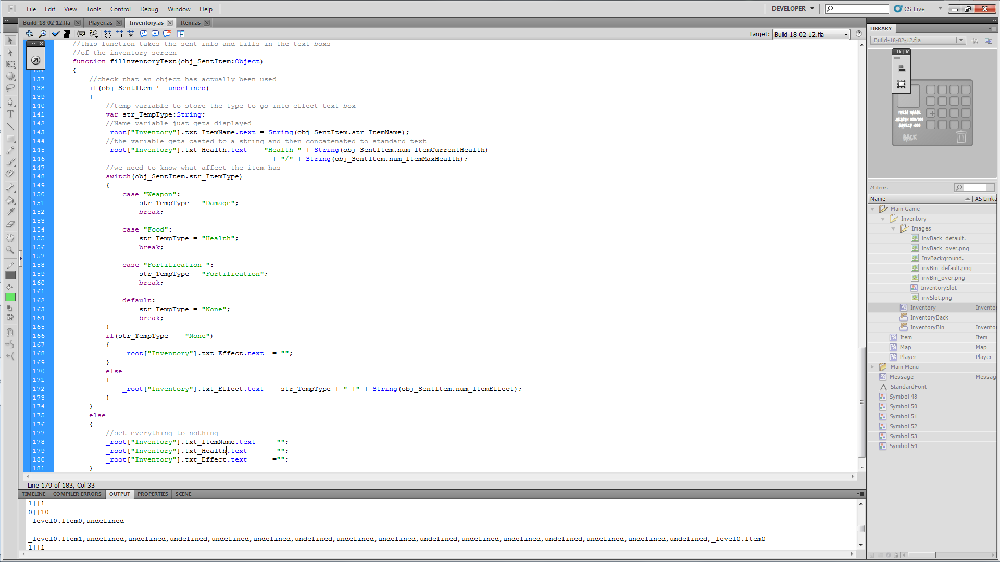 Fl File Edit View Tools Control Debug Window Help DEVELOPER CS Live
Build-18-02-12.fla Player.as Inventory.as Item.as
Target: Build-18-02-12.fla
//this function takes the sent info and fills in the text boxes
//of the inventory screen
function fillnventoryText(obj_SentItem:Object)
136 {
137 //check that an object has actually been used
138 if(obj_SentItem != undefined)
139 {
140 //temp variable to store the type to go into effect text box
141 var str_TempType:String;
142 //Name variable just gets displayed
143 _root["Inventory"].txt_ItemName.text = String(obj_SentItem.str_ItemName);
144 //the variable gets casted to a string and then concatenated to standard text
145 _root["Inventory"].txt_Health.text  = "Health " + String(obj_SentItem.num_ItemCurrentHealth)
146 + "/" + String(obj_SentItem.num_ItemMaxHealth);
147 //we need to know what affect the item has
148 switch(obj_SentItem.str_ItemType)
149 {
150 case "Weapon":
151 str_TempType = "Damage";
152 break;
153
154 case "Food":
155 str_TempType = "Health";
156 break;
157
158 case "Fortification ":
159 str_TempType = "Fortification";
160 break;
161
162 default:
163 str_TempType = "None";
164 break;
165 }
166 if(str_TempType == "None")
167 {
168 _root["Inventory"].txt_Effect.text  = "";
169 }
170 else
171 {
172 _root["Inventory"].txt_Effect.text  = str_TempType + " +" + String(obj_SentItem.num_ItemEffect);
173 }
174 }
175 else
176 {
177 //set everything to nothing
178 _root["Inventory"].txt_ItemName.text    ="";
179 _root["Inventory"].txt_Health.text      ="";
180 _root["Inventory"].txt_Effect.text      ="";
181 }
Line 179 of 183, Col 33
TIMELINE COMPILER ERRORS OUTPUT PROPERTIES SCENE
1||1
0||10
_level0.Item0,undefined
------------
_level0.Item1,undefined,undefined,undefined,undefined,undefined,undefined,undefined,undefined,undefined,undefined,undefined,undefined,undefined,undefined,undefined,_level0.Item0
1||1
LIBRARY
Build-18-02-12.fla
ITEM NAME
HEALTH 000/000
BACK
74 items
Name AS Linka
Main Game
Inventory
Images
invBack_default....
invBack_over.png
InvBackground....
invBin_default.png
invBin_over.png
InventorySlot
invSlot.png
Inventory Invento
InventoryBack
InventoryBin Invento
Item Item
Map Map
Player Player
Main Menu
Message Messag
StandardFont
Symbol 48
Symbol 50
Symbol 51
Symbol 52
Symbol 53
Symbol 54